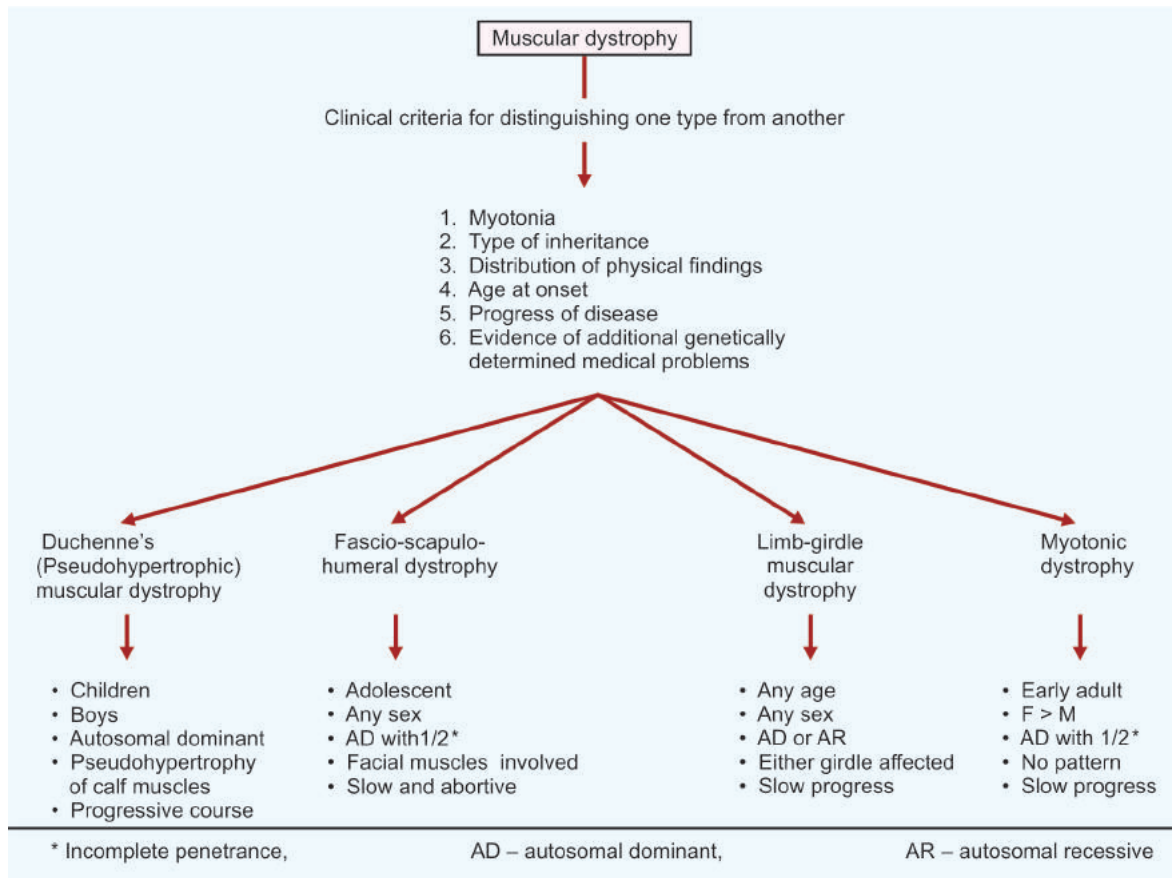 Muscular dystrophy
Clinical criteria for distinguishing one type from another
1. Myotonia
2. Type of inheritance
3. Distribution of physical findings
4. Age at onset
5. Progress of disease
6. Evidence of additional genetically
determined medical problems
Duchenne's
(Pseudohypertrophic)
muscular dystrophy
• Children
• Boys
• Autosomal dominant
• Pseudohypertrophy
of calf muscles
• Progressive course
Fascio-scapulo-
humeral dystrophy
• Adolescent
• Any sex
• AD with1/2*
• Facial muscles involved
• Slow and abortive
Limb-girdle
muscular
dystrophy
• Any age
• Any sex
• AD or AR
• Either girdle affected
• Slow progress
Myotonic
dystrophy
• Early adult
• F > M
• AD with 1/2*
• No pattern
• Slow progress
* Incomplete penetrance, AD – autosomal dominant, AR – autosomal recessive